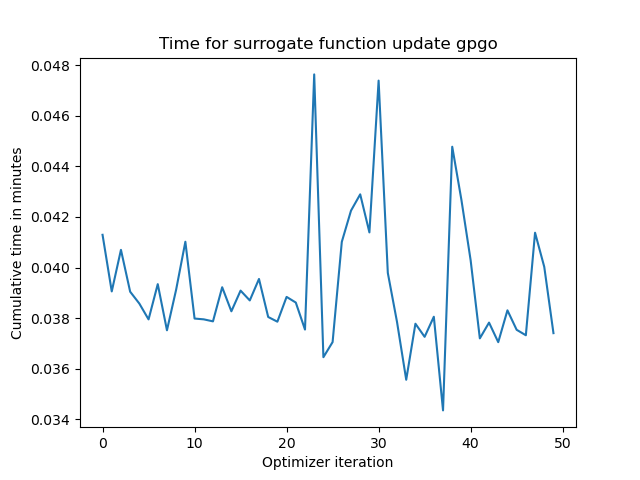 Time for surrogate function update gpgo
0.048
0.046
0.044
0.042
0.040
0.038
0.036
0.034
Cumulative time in minutes
0 10 20 30 40 50
Optimizer iteration